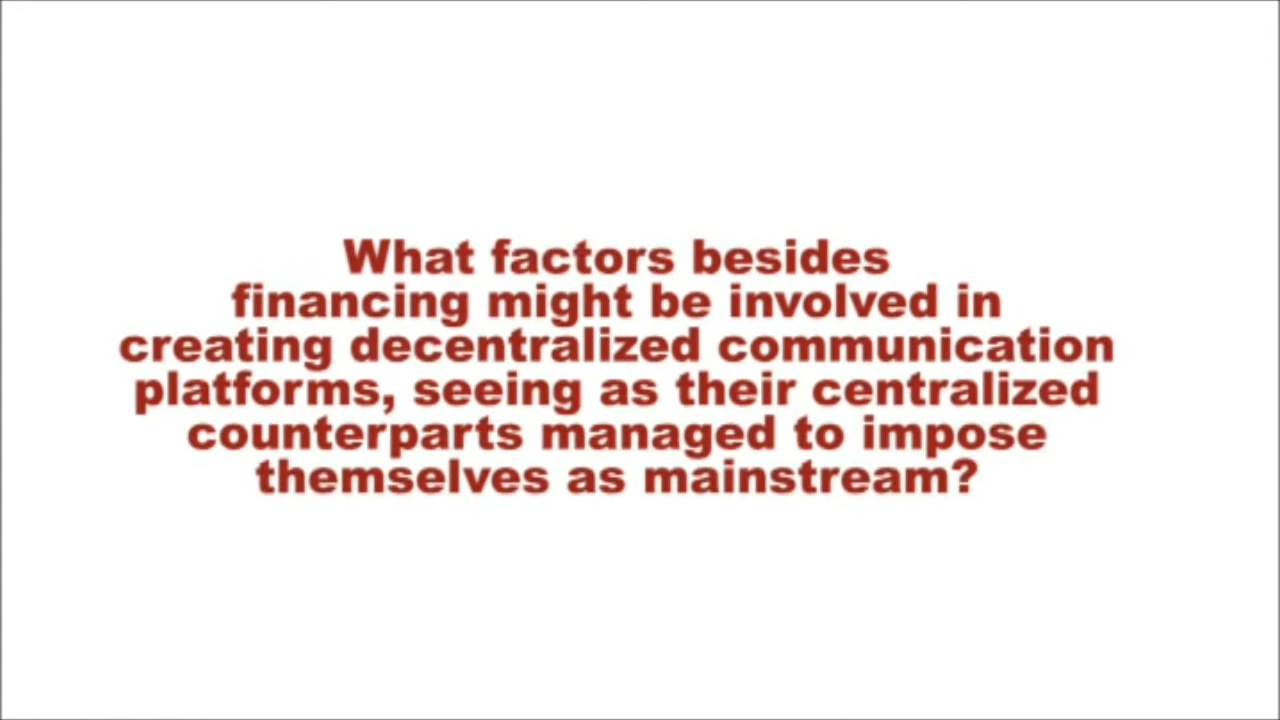 What factors besides
financing might be involved in
creating decentralized communication
platforms, seeing as their centralized
counterparts managed to impose
themselves as mainstream?